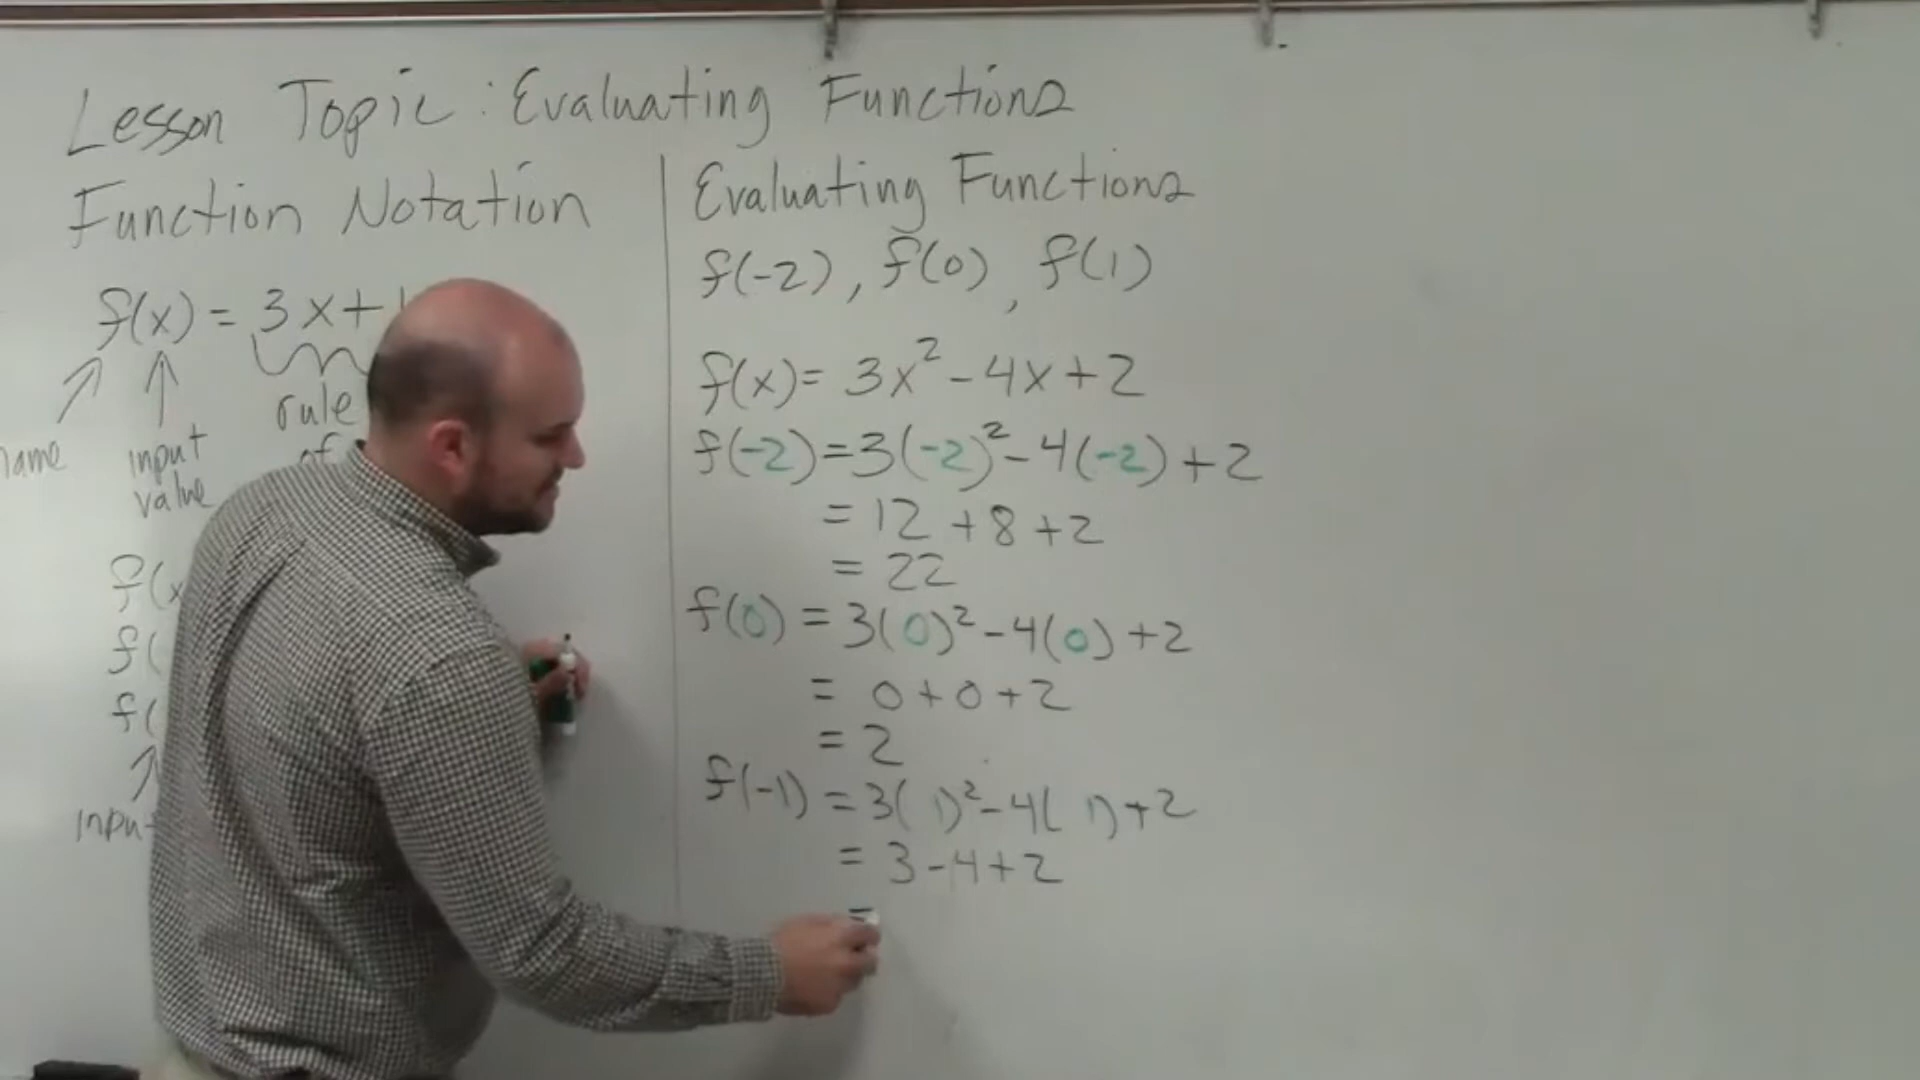 Lesson Topic: Evaluating Functions
Function Notation
f(x) = 3x+
name
input
value
rule
of
f(x
f(
f(
input
Evaluating Functions
f(-2), f(0), f(1)
f(x)= 3x²-4x+2
f(-2)=3(-2)²-4(-2)+2
= 12+8+2
= 22
f(0) = 3(0)²-4(0)+2
= 0+0+2
= 2
f(-1) = 3( 1)²-4( 1)+2
= 3-4+2
=